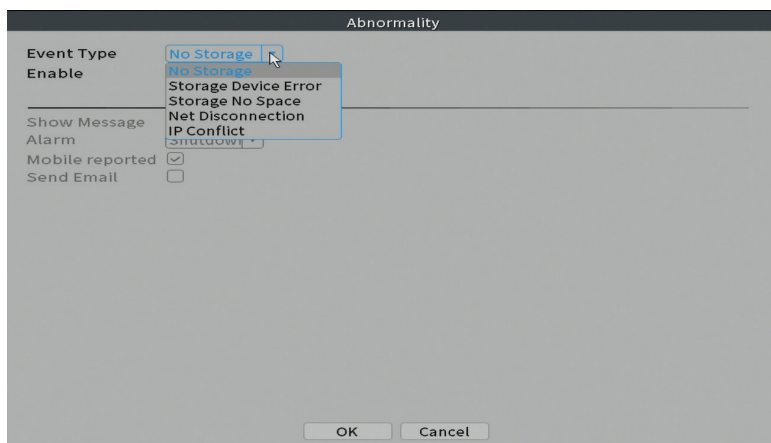 Abnormality
Event Type No Storage
Enable No Storage
Storage Device Error
Storage No Space
Net Disconnection
Show Message
IP Conflict
Alarm Shutdown
Mobile reported
Send Email
OK Cancel